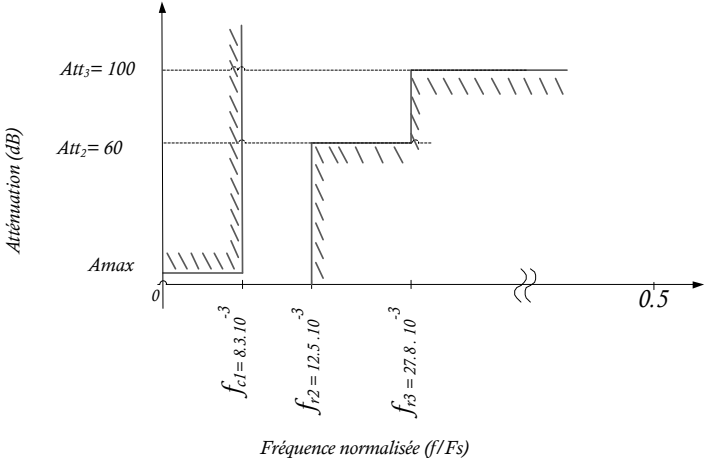 Att₃= 100
Att₂= 60
Amax
0
0.5
f_c1= 8.3.10⁻³
f_r2= 12.5 . 10⁻³
f_r3= 27.8 . 10⁻³
Atténuation (dB)
Fréquence normalisée (f/Fs)